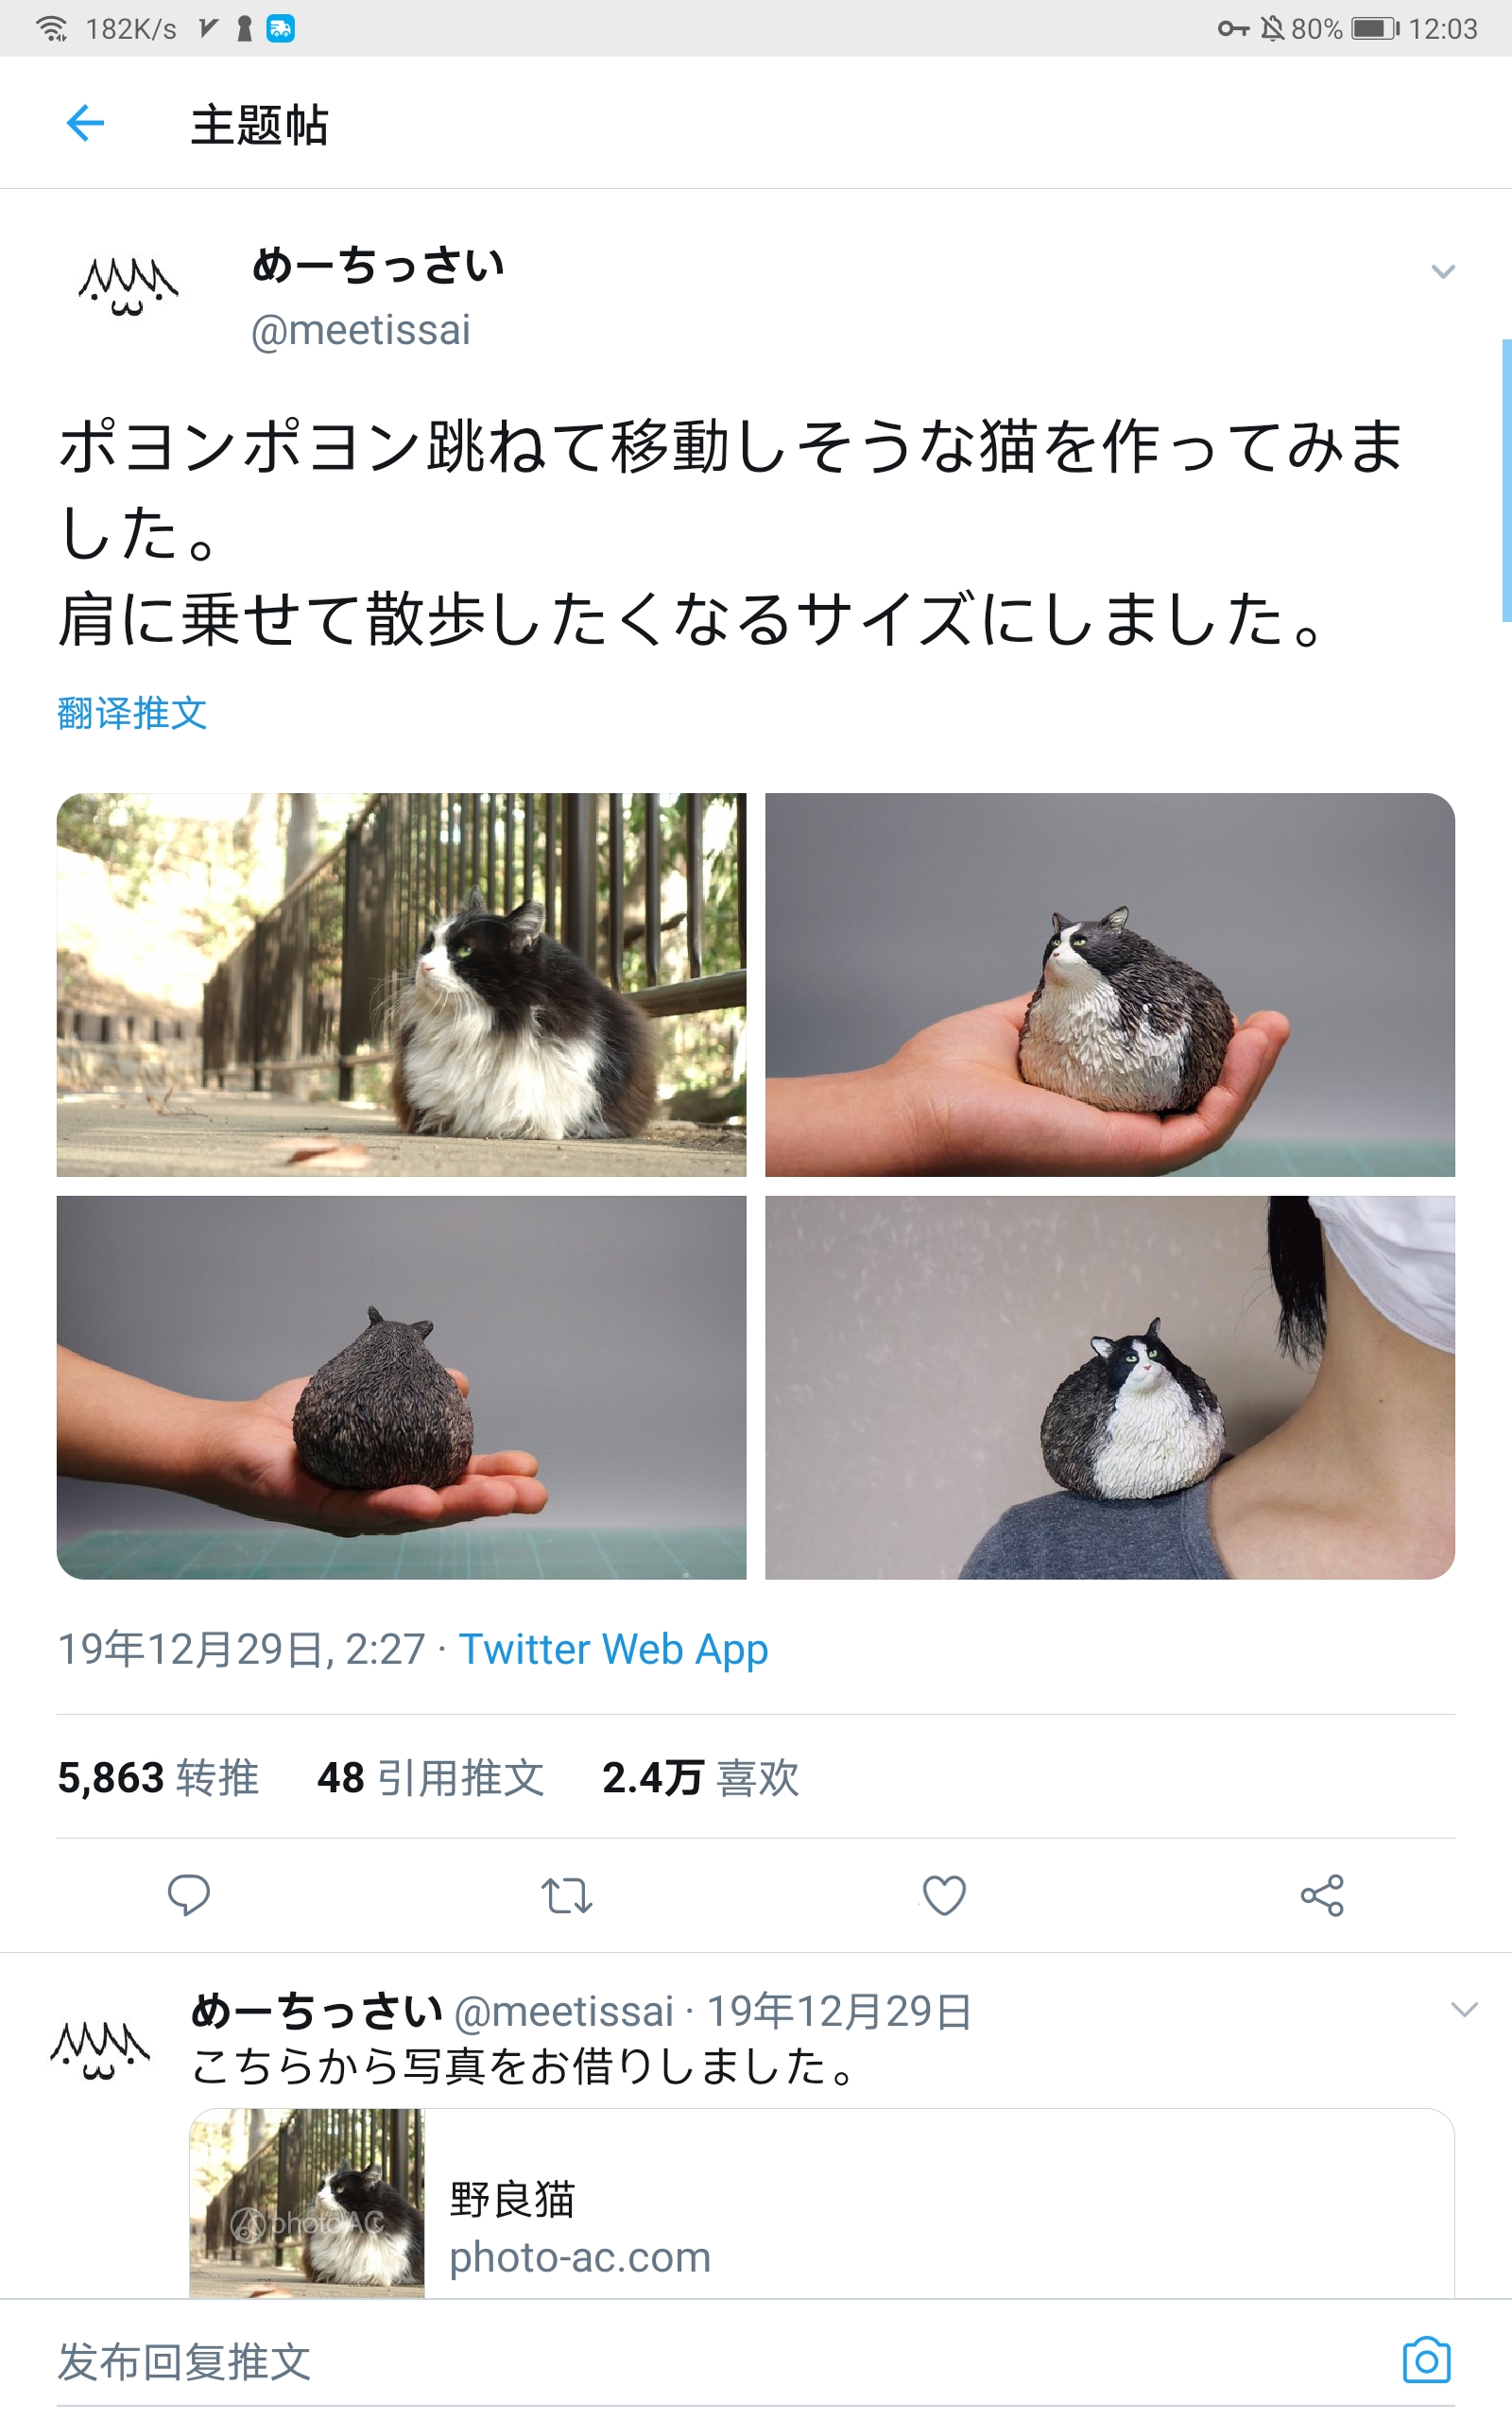 182K/s 80% 12:03
主题帖
めーちっさい
@meetissai
ポヨンポヨン跳ねて移動しそうな猫を作ってみま
した。
肩に乗せて散歩したくなるサイズにしました。
翻译推文
19年12月29日, 2:27 · Twitter Web App
5,863 转推 48 引用推文 2.4万 喜欢
めーちっさい @meetissai · 19年12月29日
こちらから写真をお借りしました。
photoAC
野良猫
photo-ac.com
发布回复推文